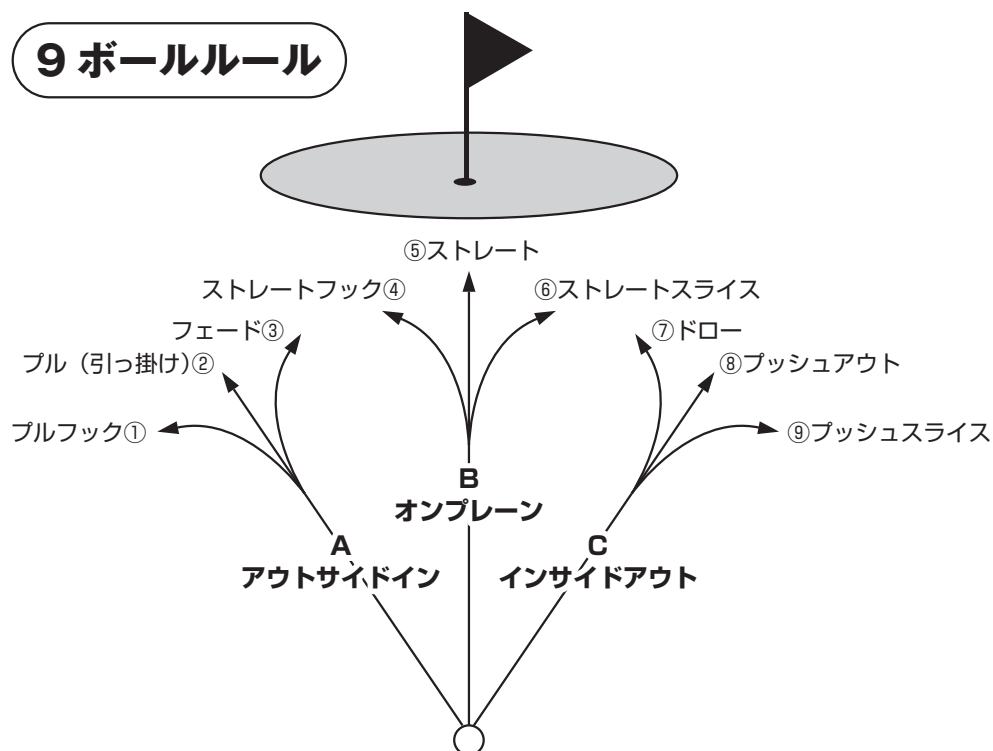 9 ボールルール
⑤ストレート
ストレートフック④
⑥ストレートスライス
フェード③
⑦ドロー
プル（引っ掛け）②
⑧プッシュアウト
プルフック①
⑨プッシュスライス
B
オンプレーン
A
アウトサイドイン
C
インサイドアウト